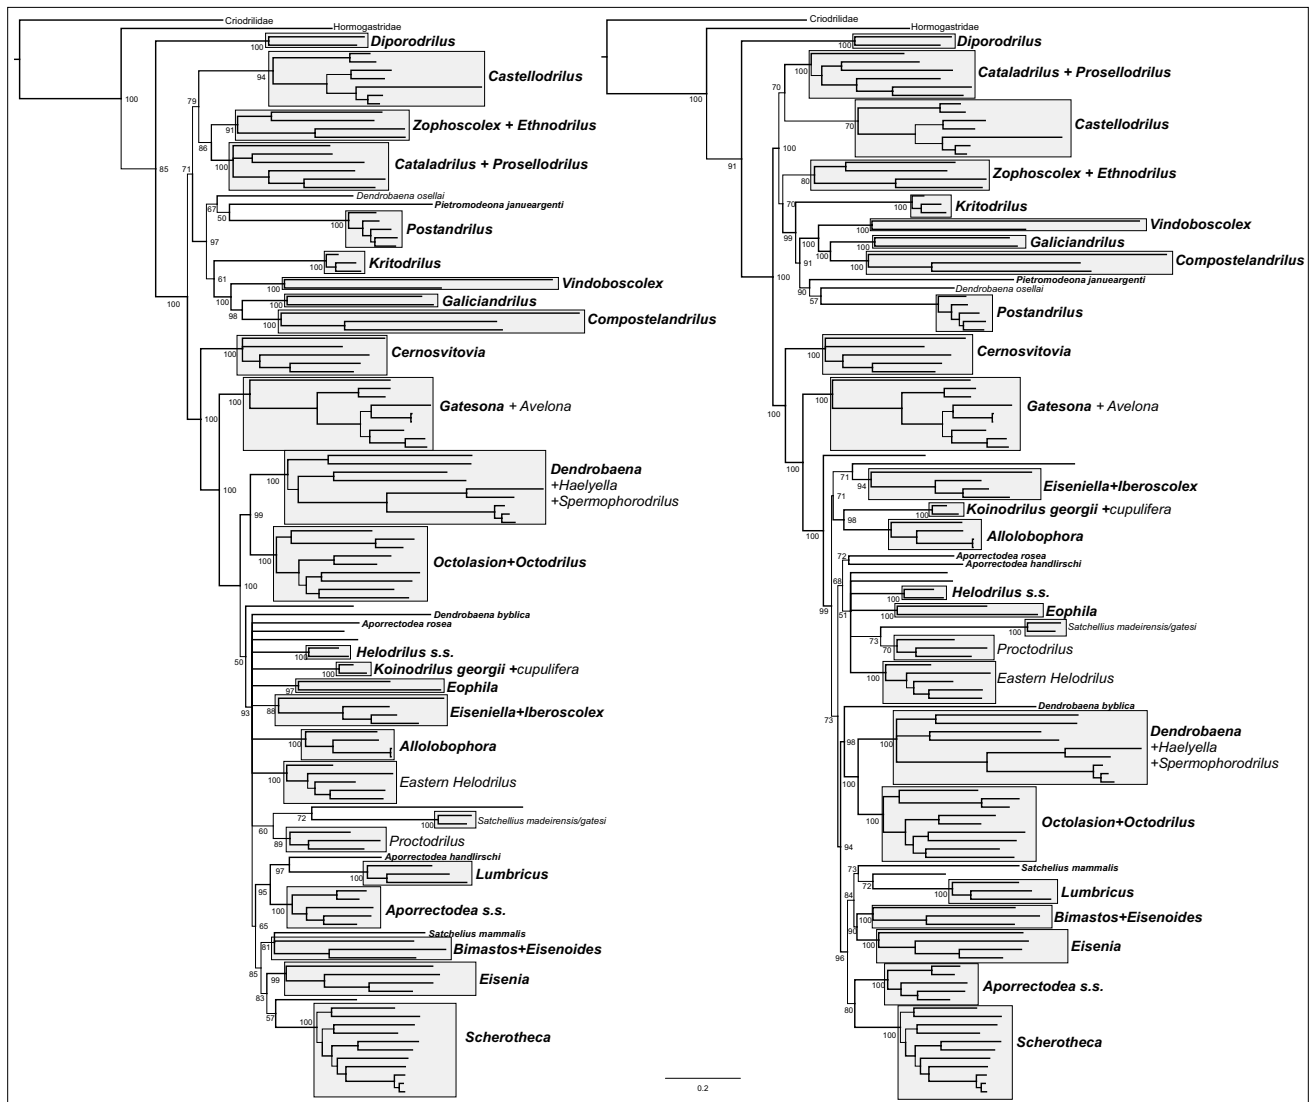 Criodrilidae
Hormogastridae
100
Diporodrilus
94
Castellodrilus
100
79
91
Zophoscolex + Ethnodrilus
86
100
Cataladrilus + Prosellodrilus
85
71
Dendrobaena osellai
67
Pietromodeona janueargenti
50
100
Postandrilus
97
100
Kritodrilus
61
100
Vindoboscolex
100
Galiciandrilus
98
100
Compostelandrilus
100
100
Cernosvitovia
100
100
Gatesona + Avelona
100
100
Dendrobaena
+Haelyella
+Spermophorodrilus
99
100
Octolasion+Octodrilus
100
Dendrobaena byblica
Aporrectodea rosea
100
Helodrilus s.s.
50
100
Koinodrilus georgii +cupulifera
97
Eophila
88
Eiseniella+Iberoscolex
93
100
Allolobophora
100
Eastern Helodrilus
72
100
Satchellius madeirensis/gatesi
60
89
Proctodrilus
Aporrectodea handlirschi
97
100
Lumbricus
95
100
Aporrectodea s.s.
65
Satchelius mammalis
81
Bimastos+Eisenoides
85
99
Eisenia
83
57
100
Scherotheca
Criodrilidae
Hormogastridae
100
Diporodrilus
100
Cataladrilus + Prosellodrilus
70
100
70
Castellodrilus
100
91
80
Zophoscolex + Ethnodrilus
70
100
Kritodrilus
100
Vindoboscolex
99
100
100
Galiciandrilus
91
100
Compostelandrilus
100
Pietromodeona janueargenti
90
Dendrobaena osellai
57
100
Postandrilus
100
100
Cernosvitovia
100
Gatesona + Avelona
100
71
94
Eiseniella+Iberoscolex
71
100
Koinodrilus georgii +cupulifera
98
100
Allolobophora
100
72
Aporrectodea rosea
Aporrectodea handlirschi
68
100
Helodrilus s.s.
99
51
100
Eophila
100
Satchellius madeirensis/gatesi
73
70
Proctodrilus
100
Eastern Helodrilus
73
Dendrobaena byblica
98
100
Dendrobaena
+Haelyella
+Spermophorodrilus
100
100
Octolasion+Octodrilus
94
73
Satchelius mammalis
72
100
Lumbricus
84
100
Bimastos+Eisenoides
90
100
Eisenia
96
100
Aporrectodea s.s.
80
100
Scherotheca
0.2